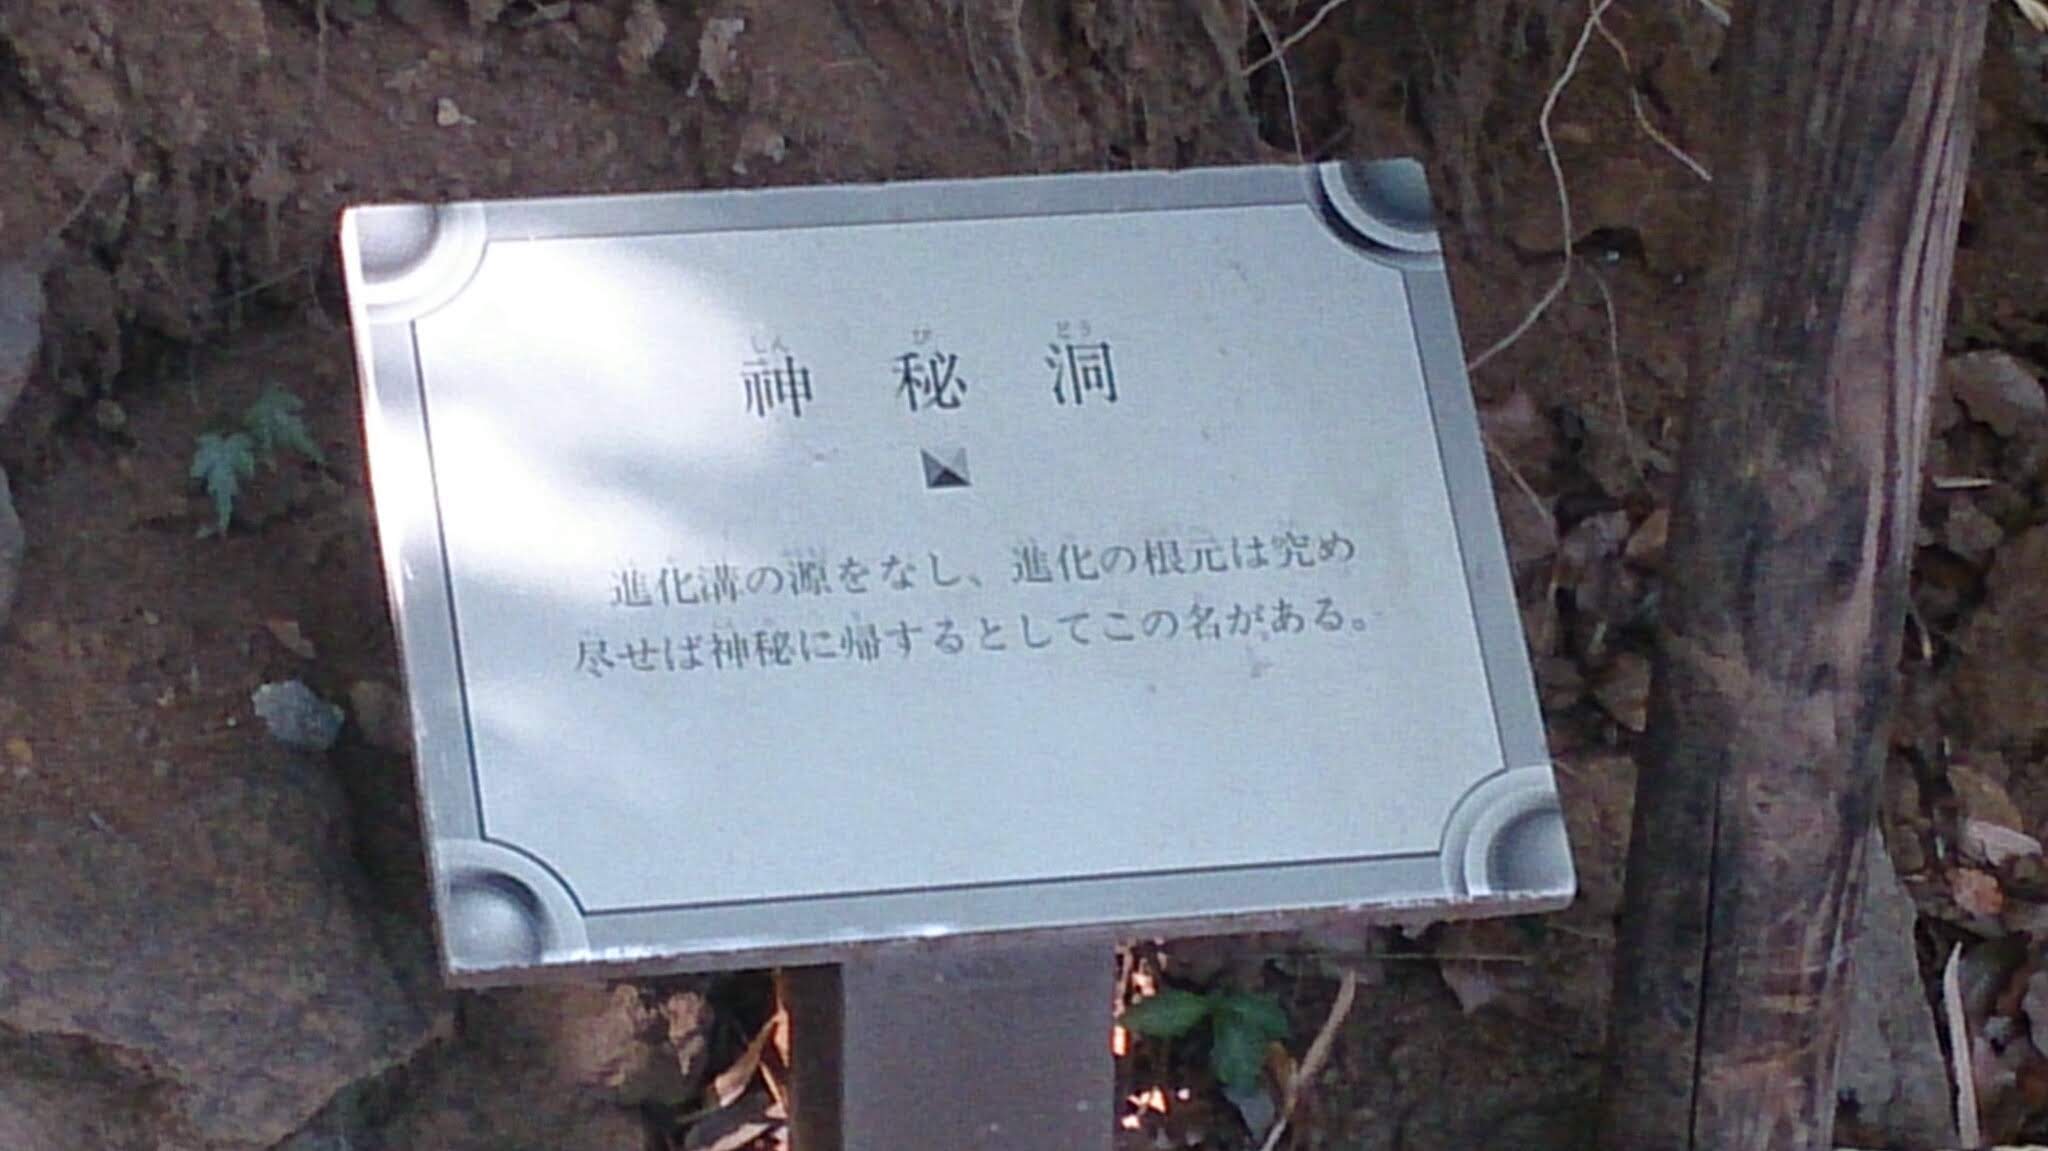 しん び どう
神 秘 洞
進化溝の源をなし、進化の根元は究め
尽せば神秘に帰するとしてこの名がある。